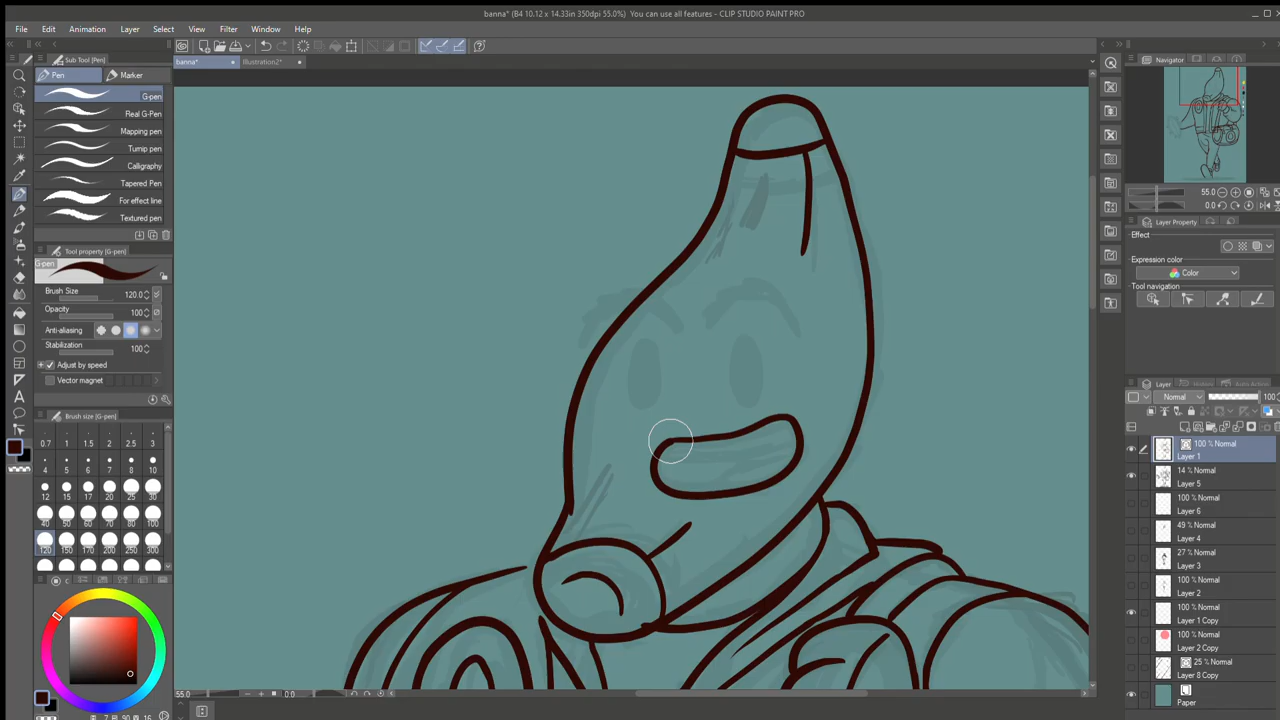 banna* (B4 10.12 x 14.33in 350dpi 55.0%) You can use all features - CLIP STUDIO PAINT PRO
File Edit Animation Layer Select View Filter Window Help
banna* Illustration2*
Sub Tool [Pen]
Pen Marker
G-pen
Real G-Pen
Mapping pen
Turnip pen
Calligraphy
Tapered Pen
For effect line
Textured pen
Tool property [G-pen]
G-pen
Brush Size 120.0
Opacity 100
Anti-aliasing
Stabilization 100
Adjust by speed
Vector magnet
Brush size [G-pen]
0.7 1 1.5 2 2.5 3
4 5 6 7 8 10
12 15 17 20 25 30
40 50 60 70 80 100
120 150 170 200 250 300
55.0 0.0
Navigator
55.0
0.0
Layer Property
Effect
Expression color
Color
Tool navigation
Layer History Auto Action
Normal 100
100 % Normal
Layer 1
14 % Normal
Layer 5
100 % Normal
Layer 6
49 % Normal
Layer 4
27 % Normal
Layer 3
100 % Normal
Layer 2
100 % Normal
Layer 1 Copy
100 % Normal
Layer 2 Copy
25 % Normal
Layer 8 Copy
Paper